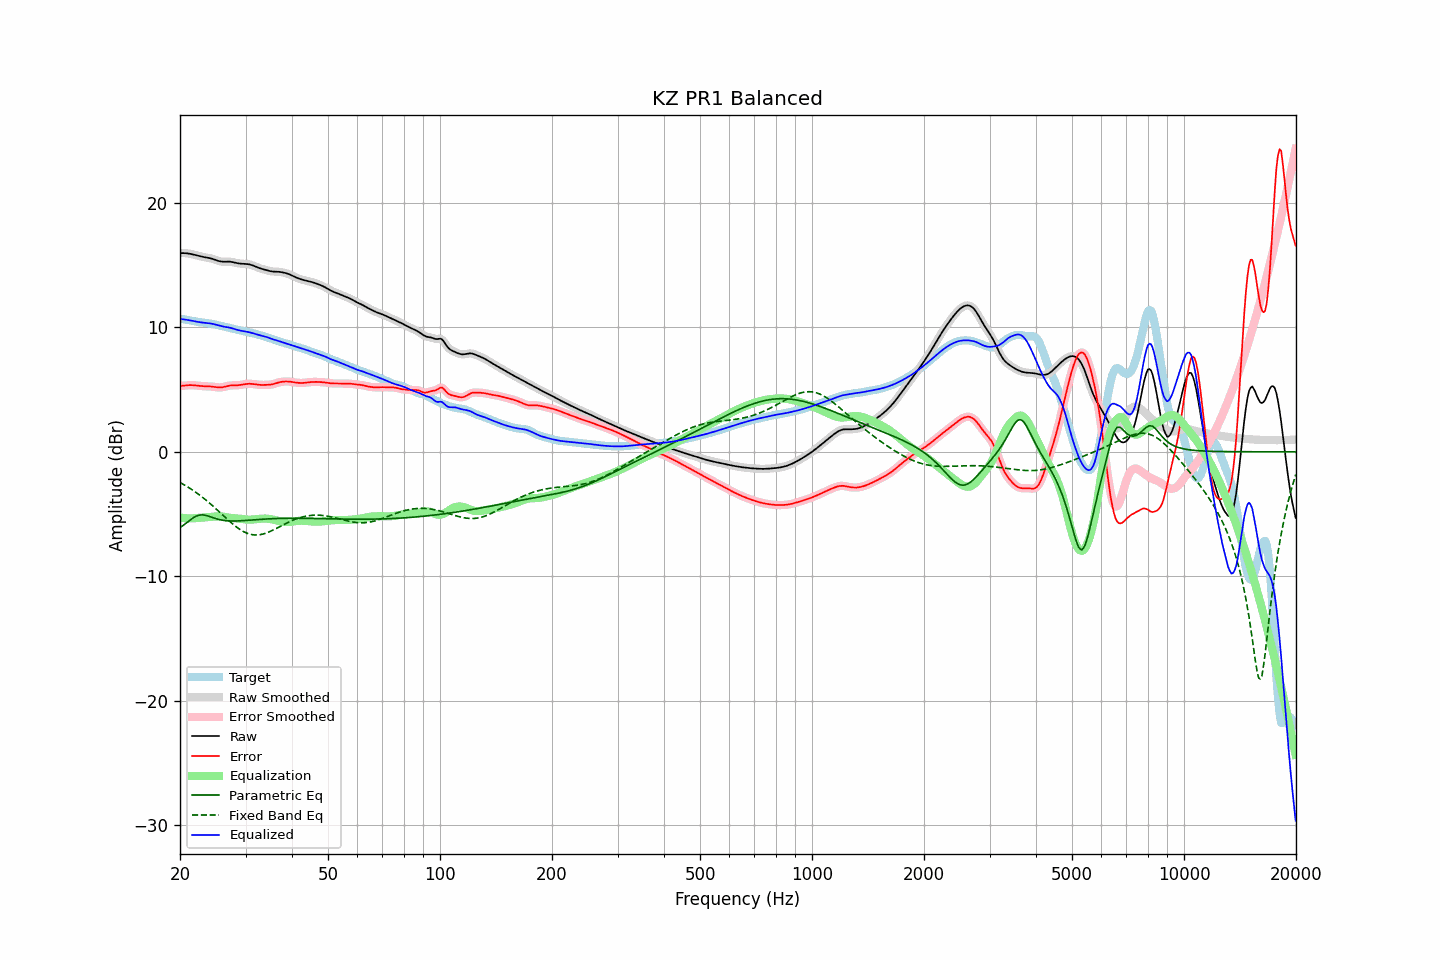 KZ PR1 Balanced
Amplitude (dBr)
20
10
0
−10
−20
−30
Target
Raw Smoothed
Error Smoothed
Raw
Error
Equalization
Parametric Eq
Fixed Band Eq
Equalized
20 50 100 200 500 1000 2000 5000 10000 20000
Frequency (Hz)